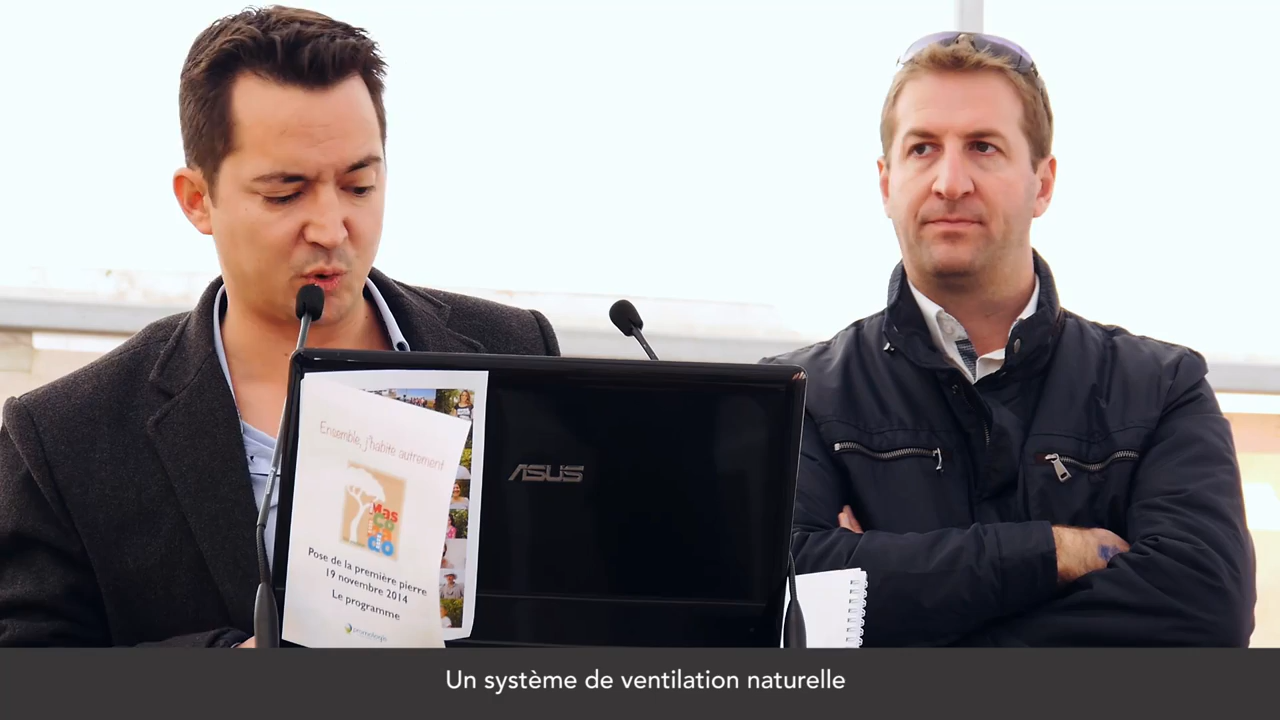 Ensemble, j'habite autrement
Mas
Co
Pose de la première pierre
19 novembre 2014
Le programme
ASUS
Un système de ventilation naturelle